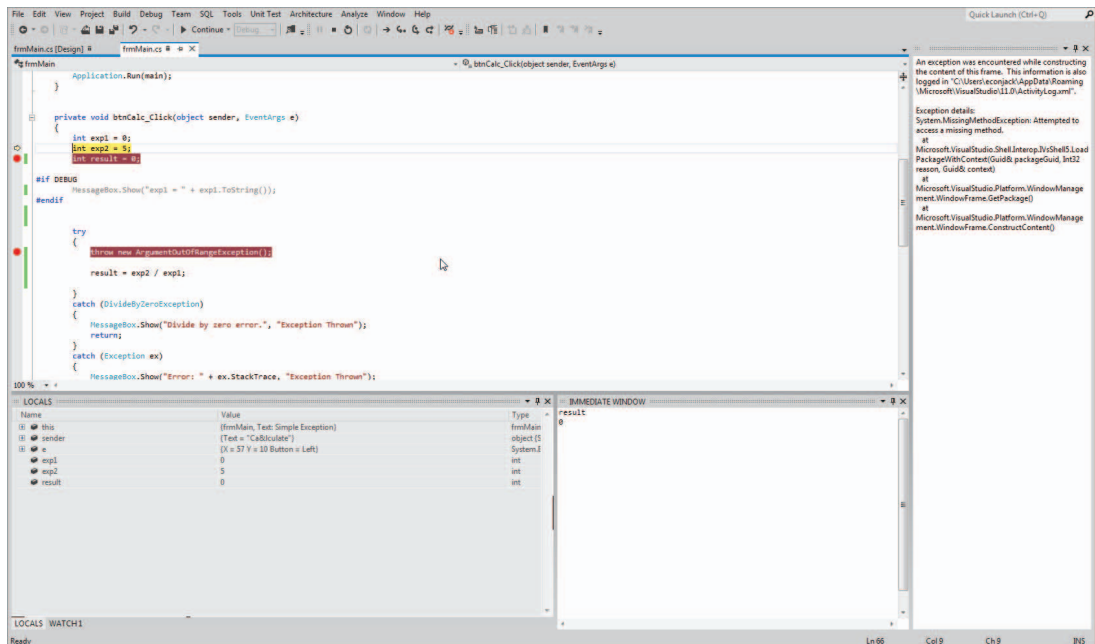 File Edit View Project Build Debug Team SQL Tools Unit Test Architecture Analyze Window Help
Quick Launch (Ctrl+Q)
Continue Debug
frmMain.cs [Design] frmMain.cs
frmMain
btnCalc_Click(object sender, EventArgs e)
Application.Run(main);
}
private void btnCalc_Click(object sender, EventArgs e)
{
int exp1 = 0;
int exp2 = 5;
int result = 0;
#if DEBUG
MessageBox.Show("exp1 = " + exp1.ToString());
#endif
try
{
throw new ArgumentOutOfRangeException();
result = exp2 / exp1;
}
catch (DivideByZeroException)
{
MessageBox.Show("Divide by zero error.", "Exception Thrown");
return;
}
catch (Exception ex)
{
MessageBox.Show("Error: " + ex.StackTrace, "Exception Thrown");
100 %
An exception was encountered while constructing
the content of this frame. This information is also
logged in "C:\Users\econjack\AppData\Roaming
\Microsoft\VisualStudio\11.0\ActivityLog.xml".
Exception details:
System.MissingMethodException: Attempted to
access a missing method.
at
Microsoft.VisualStudio.Shell.Interop.IVsShell5.Load
PackageWithContext(Guid& packageGuid, Int32
reason, Guid& context)
at
Microsoft.VisualStudio.Platform.WindowManage
ment.WindowFrame.GetPackage()
at
Microsoft.VisualStudio.Platform.WindowManage
ment.WindowFrame.ConstructContent()
LOCALS
Name Value Type
this {frmMain, Text: Simple Exception} frmMain
sender {Text = "Ca&lculate"} object {S
e {X = 57 Y = 10 Button = Left} System.E
exp1 0 int
exp2 5 int
result 0 int
LOCALS WATCH 1
IMMEDIATE WINDOW
result
0
Ready Ln 66 Col 9 Ch 9 INS